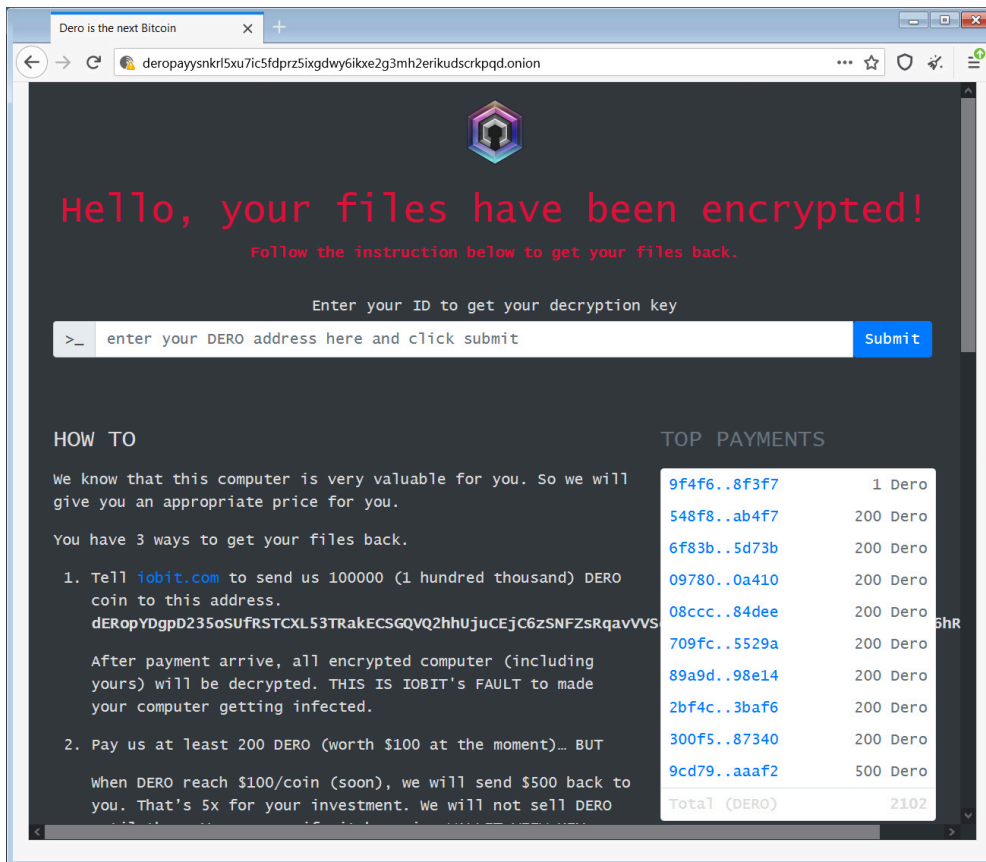 Dero is the next Bitcoin
deropayysnkrl5xu7ic5fdprz5ixgdwy6ikxe2g3mh2erikudscrkpqd.onion
Hello, your files have been encrypted!
Follow the instruction below to get your files back.
Enter your ID to get your decryption key
>_ enter your DERO address here and click submit Submit
HOW TO
We know that this computer is very valuable for you. So we will
give you an appropriate price for you.
You have 3 ways to get your files back.
1. Tell iobit.com to send us 100000 (1 hundred thousand) DERO
coin to this address.
dERopYDgpD235oSUfRSTCXL53TRakECSGQVQ2hhUjuCEjC6zSNFZsRqavVVS
6hR
After payment arrive, all encrypted computer (including
yours) will be decrypted. THIS IS IOBIT's FAULT to made
your computer getting infected.
2. Pay us at least 200 DERO (worth $100 at the moment)… BUT
When DERO reach $100/coin (soon), we will send $500 back to
you. That's 5x for your investment. We will not sell DERO
TOP PAYMENTS
9f4f6..8f3f7 1 Dero
548f8..ab4f7 200 Dero
6f83b..5d73b 200 Dero
09780..0a410 200 Dero
08ccc..84dee 200 Dero
709fc..5529a 200 Dero
89a9d..98e14 200 Dero
2bf4c..3baf6 200 Dero
300f5..87340 200 Dero
9cd79..aaaf2 500 Dero
Total (DERO) 2102